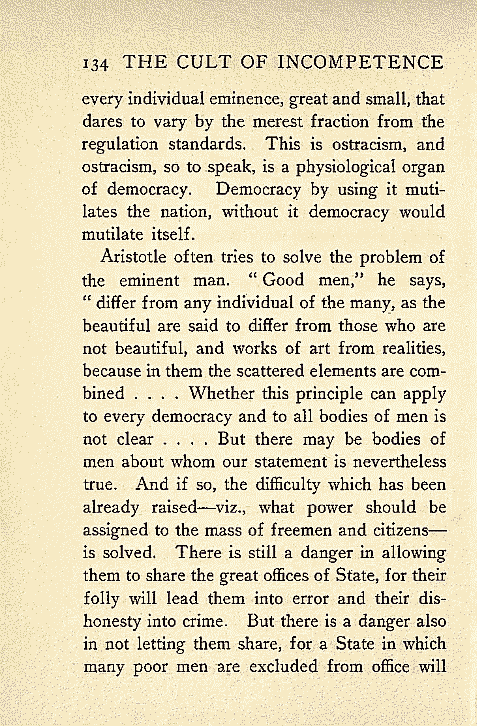 134 THE CULT OF INCOMPETENCE
every individual eminence, great and small, that
dares to vary by the merest fraction from the
regulation standards. This is ostracism, and
ostracism, so to speak, is a physiological organ
of democracy. Democracy by using it muti-
lates the nation, without it democracy would
mutilate itself.
Aristotle often tries to solve the problem of
the eminent man. “ Good men,” he says,
“ differ from any individual of the many, as the
beautiful are said to differ from those who are
not beautiful, and works of art from realities,
because in them the scattered elements are com-
bined . . . . Whether this principle can apply
to every democracy and to all bodies of men is
not clear . . . . But there may be bodies of
men about whom our statement is nevertheless
true. And if so, the difficulty which has been
already raised—viz., what power should be
assigned to the mass of freemen and citizens—
is solved. There is still a danger in allowing
them to share the great offices of State, for their
folly will lead them into error and their dis-
honesty into crime. But there is a danger also
in not letting them share, for a State in which
many poor men are excluded from office will